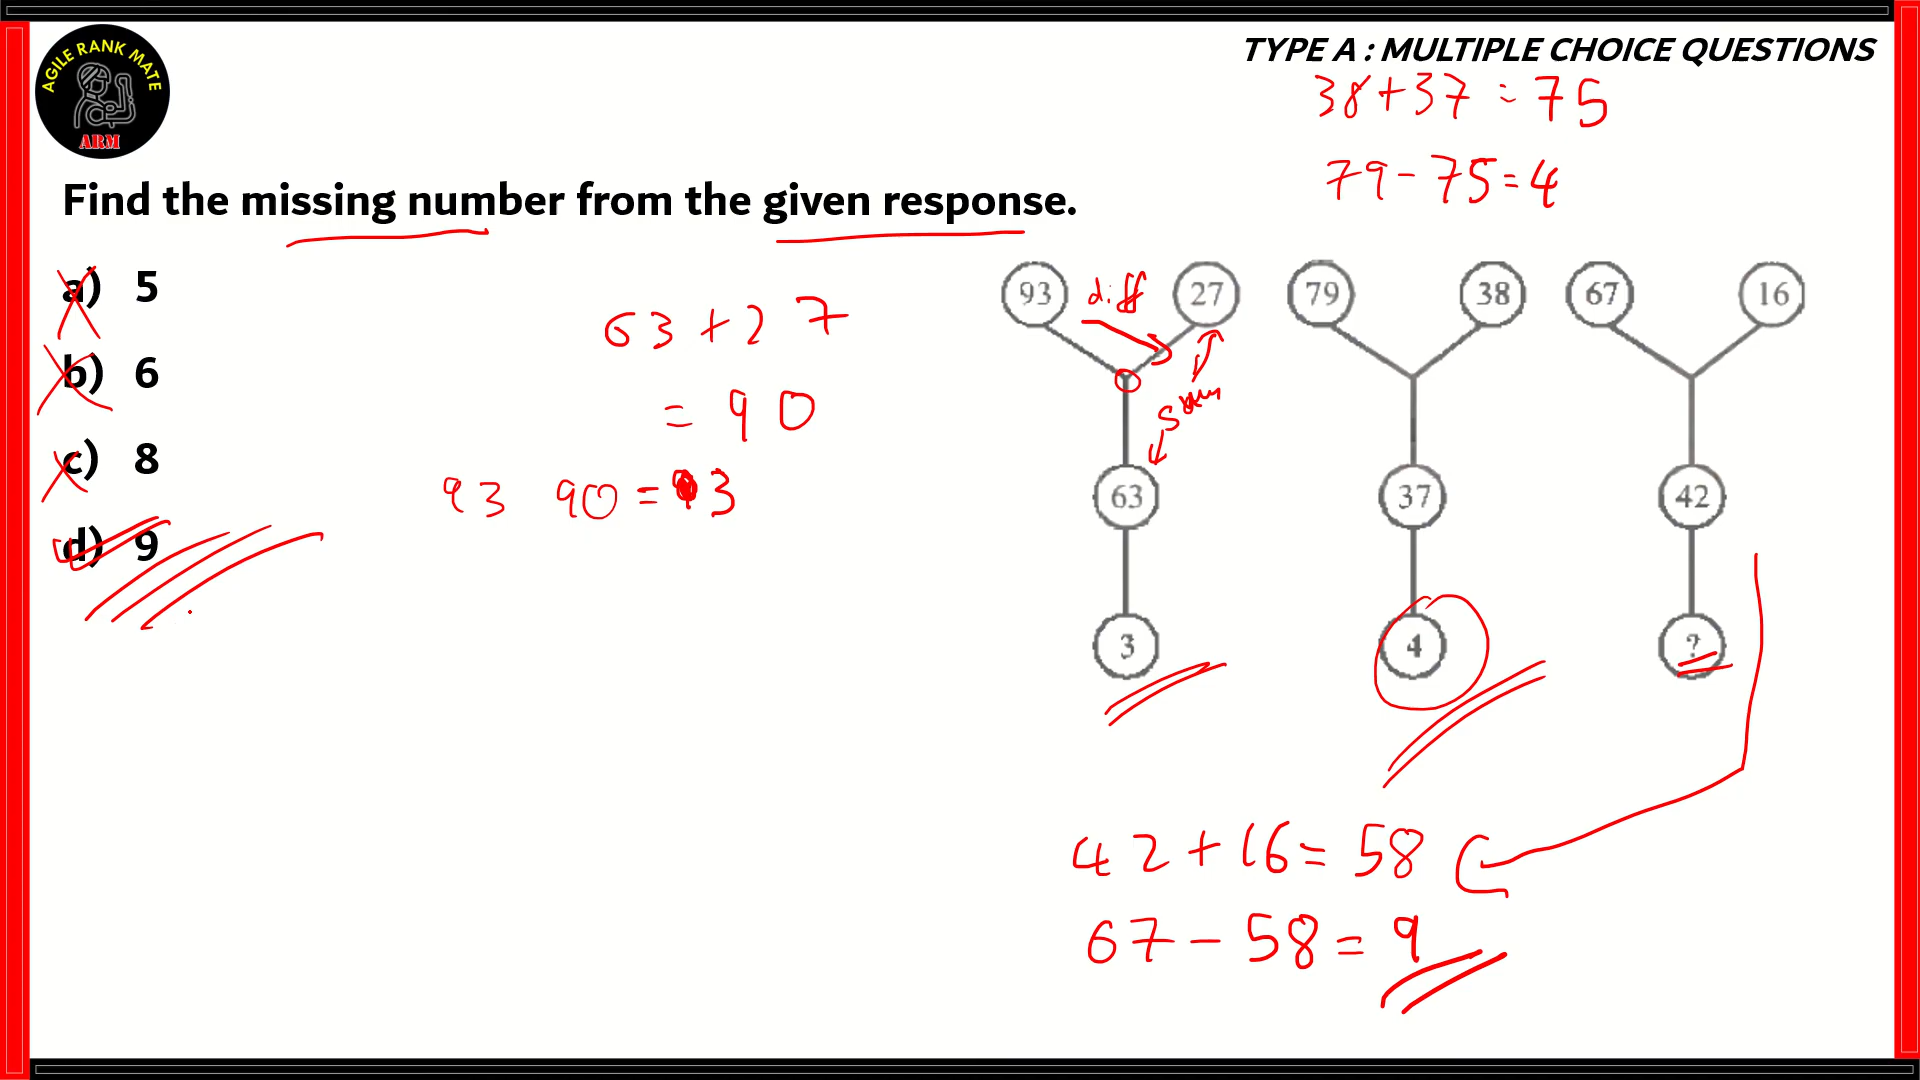 AGILE RANK MATE
ARM
TYPE A : MULTIPLE CHOICE QUESTIONS
38+37 = 75
79-75=4
Find the missing number from the given response.
a) 5
b) 6
c) 8
d) 9
63+27
= 90
93 90 = 3
93 diff 27
sum
63
3
79 38
37
4
67 16
42
?
42+16= 58
67-58= 9